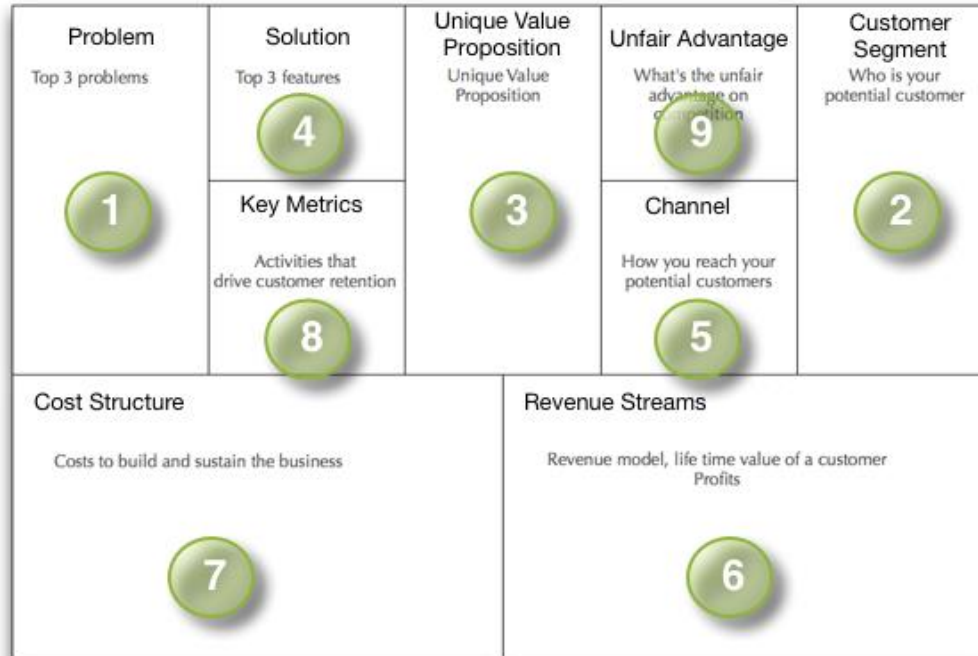 Problem
Top 3 problems
1
Solution
Top 3 features
4
Key Metrics
Activities that
drive customer retention
8
Unique Value
Proposition
Unique Value
Proposition
3
Unfair Advantage
What's the unfair
advantage on
competition
9
Channel
How you reach your
potential customers
5
Customer
Segment
Who is your
potential customer
2
Cost Structure
Costs to build and sustain the business
7
Revenue Streams
Revenue model, life time value of a customer
Profits
6